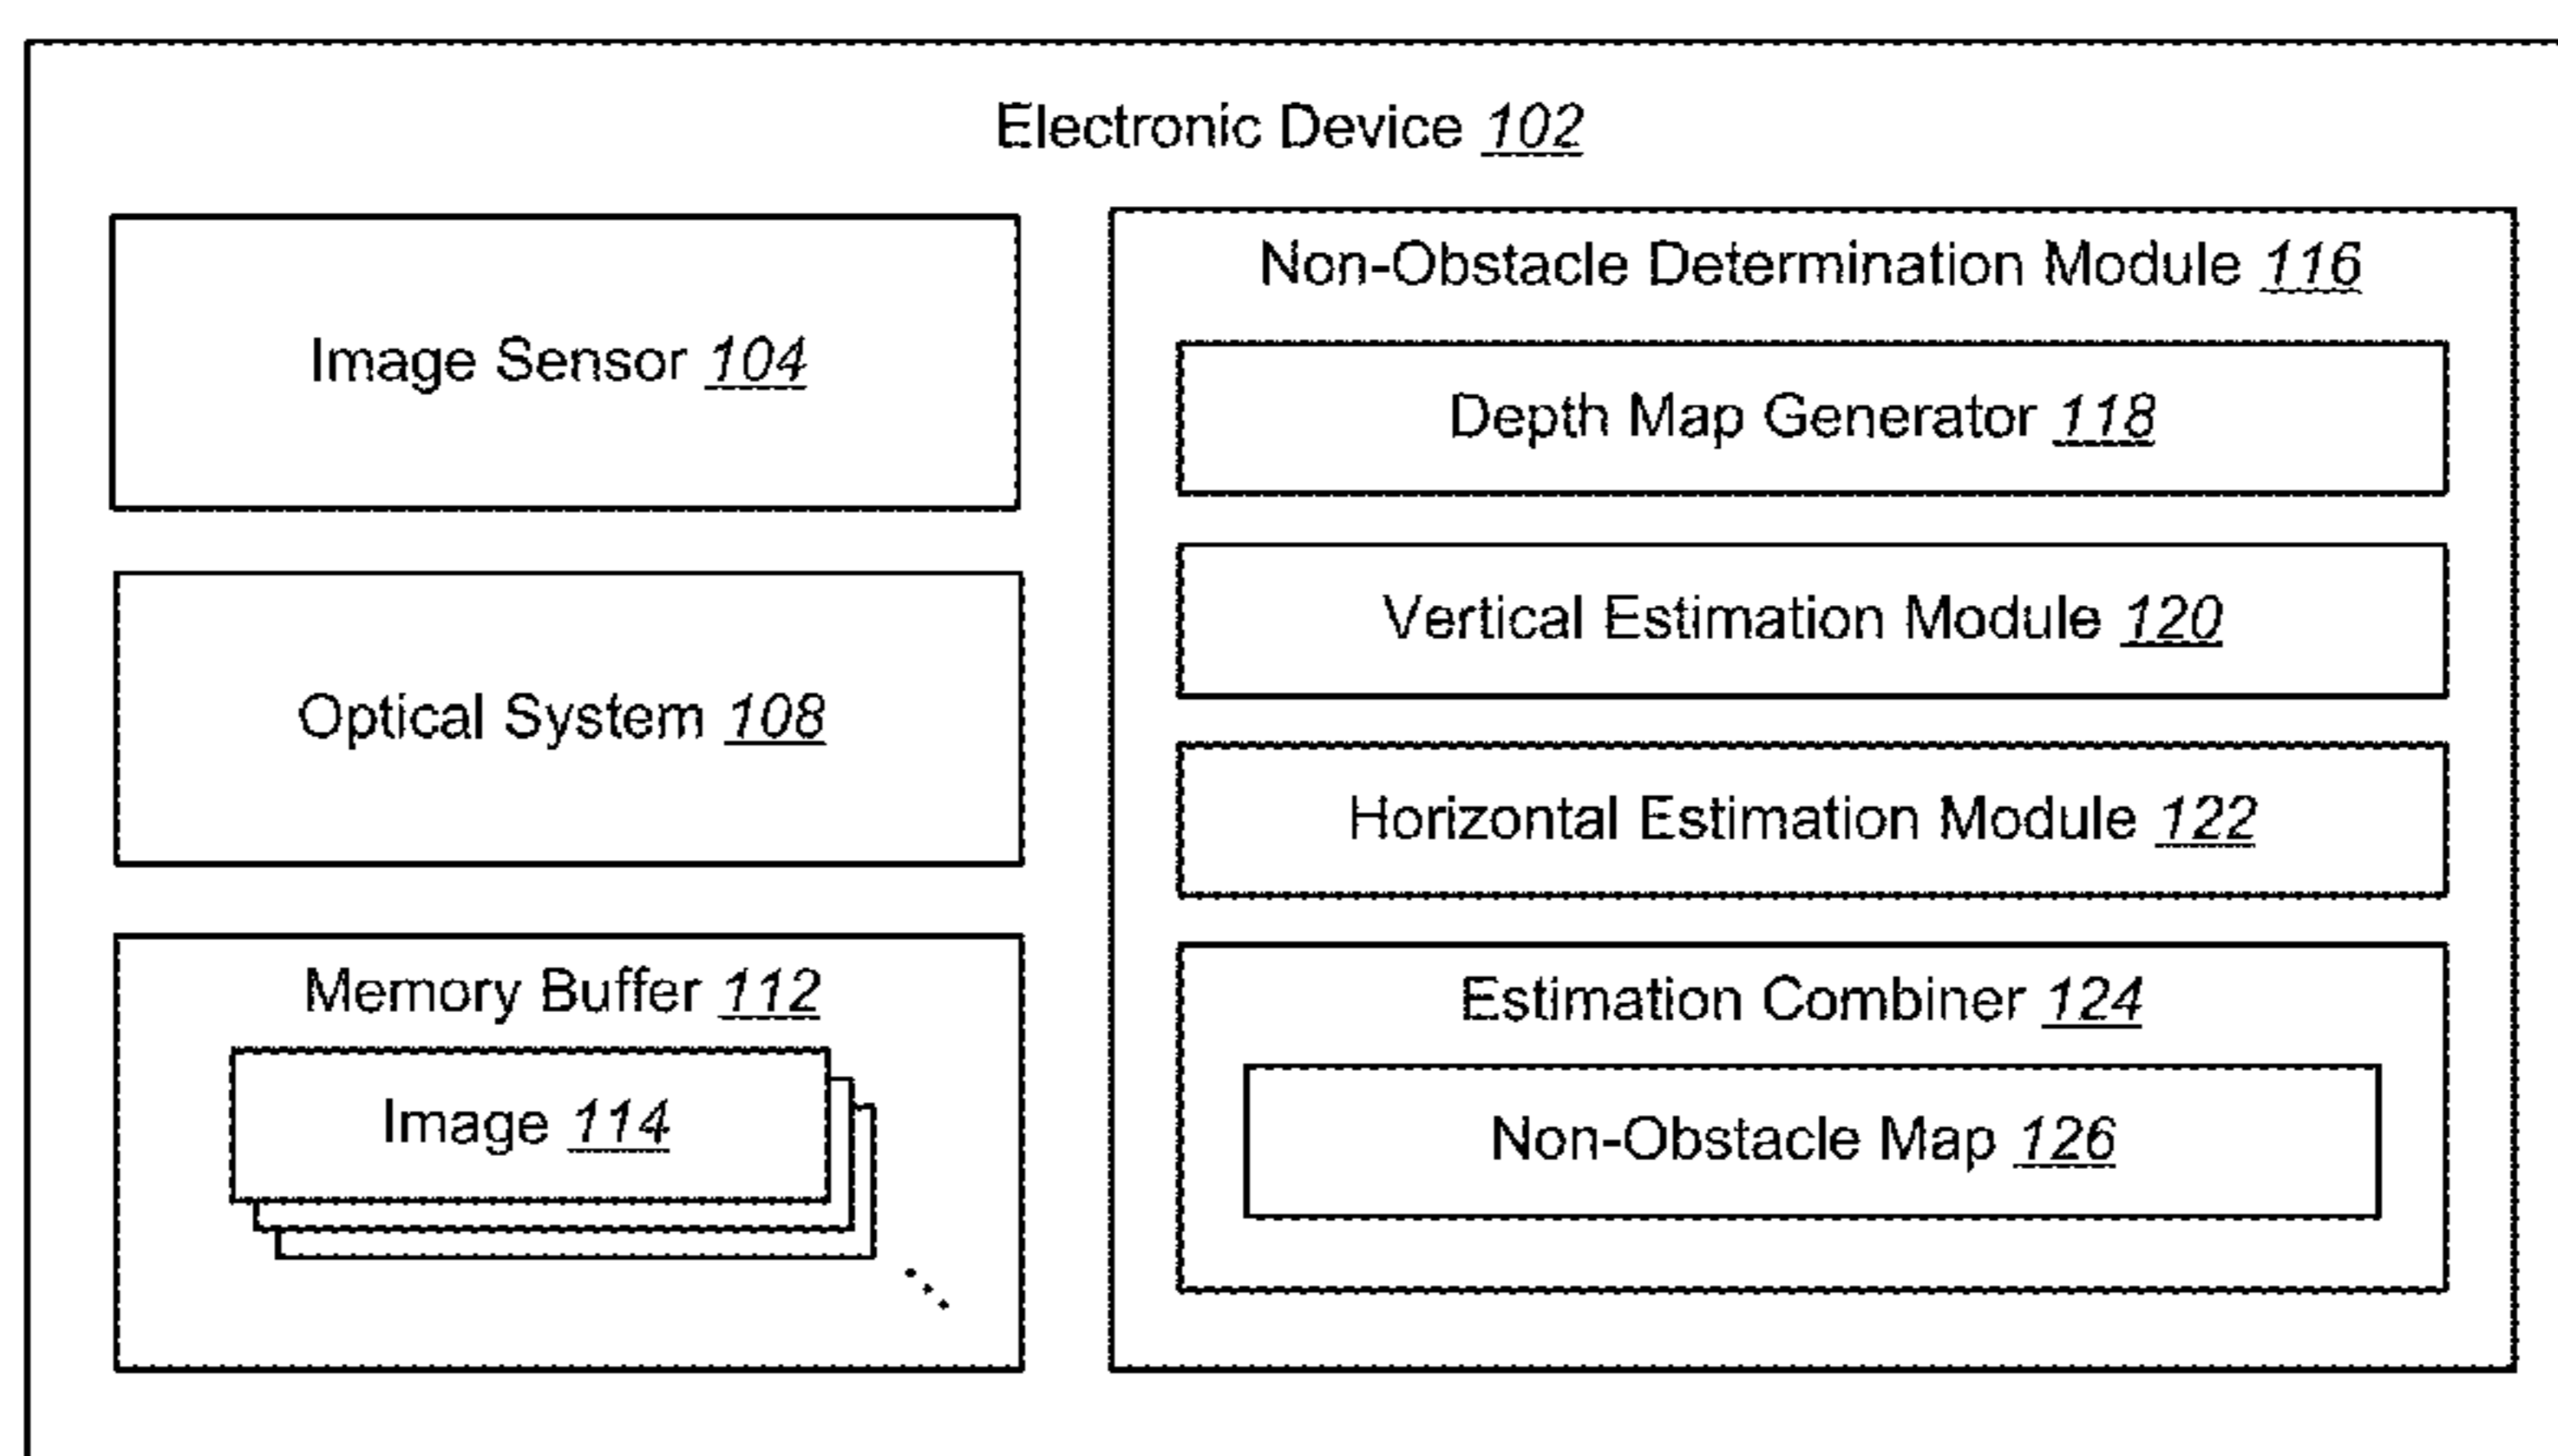 Electronic Device 102
Image Sensor 104
Optical System 108
Memory Buffer 112
Image 114
Non-Obstacle Determination Module 116
Depth Map Generator 118
Vertical Estimation Module 120
Horizontal Estimation Module 122
Estimation Combiner 124
Non-Obstacle Map 126